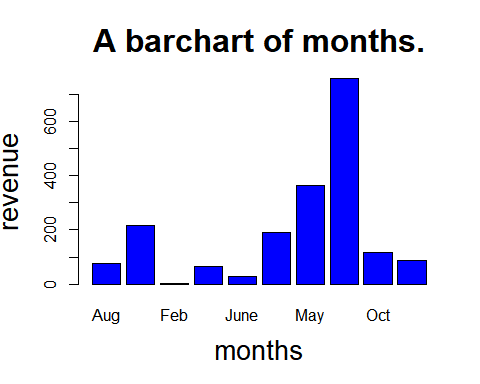 A barchart of months.
revenue
600
400
200
0
Aug Feb June May Oct
months